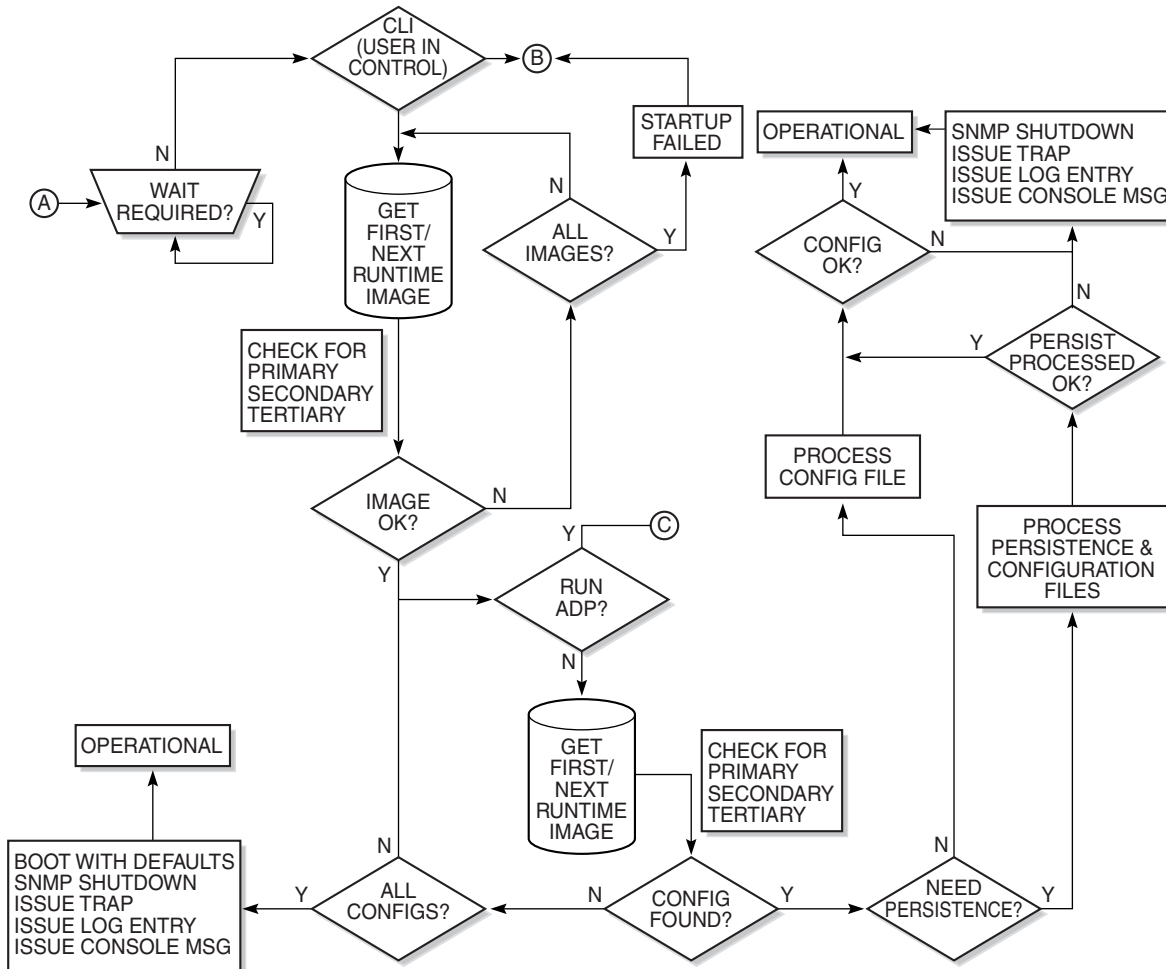 CLI
(USER IN
CONTROL)
B
N
A
WAIT
REQUIRED?
Y
GET
FIRST/
NEXT
RUNTIME
IMAGE
N
ALL
IMAGES?
Y
STARTUP
FAILED
CHECK FOR
PRIMARY
SECONDARY
TERTIARY
IMAGE
OK?
N
Y
OPERATIONAL
SNMP SHUTDOWN
ISSUE TRAP
ISSUE LOG ENTRY
ISSUE CONSOLE MSG
Y
CONFIG
OK?
N
N
Y
PERSIST
PROCESSED
OK?
PROCESS
CONFIG FILE
PROCESS
PERSISTENCE &
CONFIGURATION
FILES
Y
C
RUN
ADP?
N
GET
FIRST/
NEXT
RUNTIME
IMAGE
CHECK FOR
PRIMARY
SECONDARY
TERTIARY
OPERATIONAL
BOOT WITH DEFAULTS
SNMP SHUTDOWN
ISSUE TRAP
ISSUE LOG ENTRY
ISSUE CONSOLE MSG
N
Y
ALL
CONFIGS?
N
CONFIG
FOUND?
Y
N
NEED
PERSISTENCE?
Y